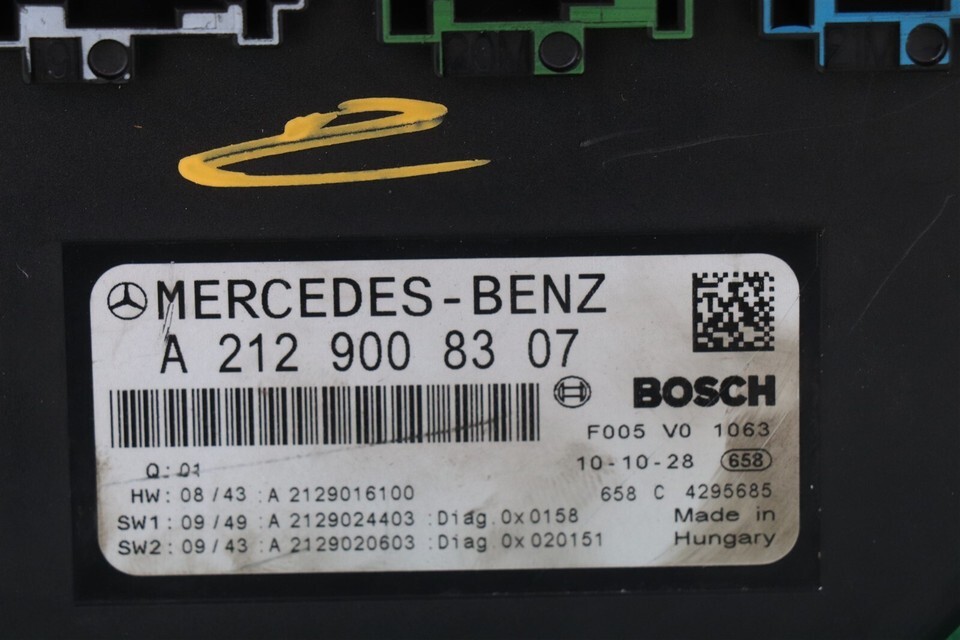 MERCEDES-BENZ
A 212 900 83 07
BOSCH
F005 V0 1063
Q: 01
10-10-28 658
HW: 08/43 :A 2129016100
658 C 4295685
SW1: 09/49 :A 2129024403 :Diag.0x0158
Made in
SW2: 09/43 :A 2129020603 :Diag 0x020151
Hungary